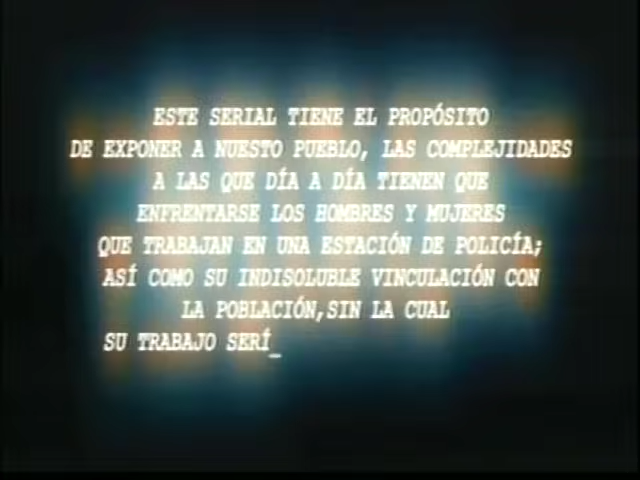 ESTE SERIAL TIENE EL PROPÓSITO
DE EXPONER A NUESTO PUEBLO, LAS COMPLEJIDADES
A LAS QUE DÍA A DÍA TIENEN QUE
ENFRENTARSE LOS HOMBRES Y MUJERES
QUE TRABAJAN EN UNA ESTACIÓN DE POLICÍA;
ASÍ COMO SU INDISOLUBLE VINCULACIÓN CON
LA POBLACIÓN,SIN LA CUAL
SU TRABAJO SERÍ_